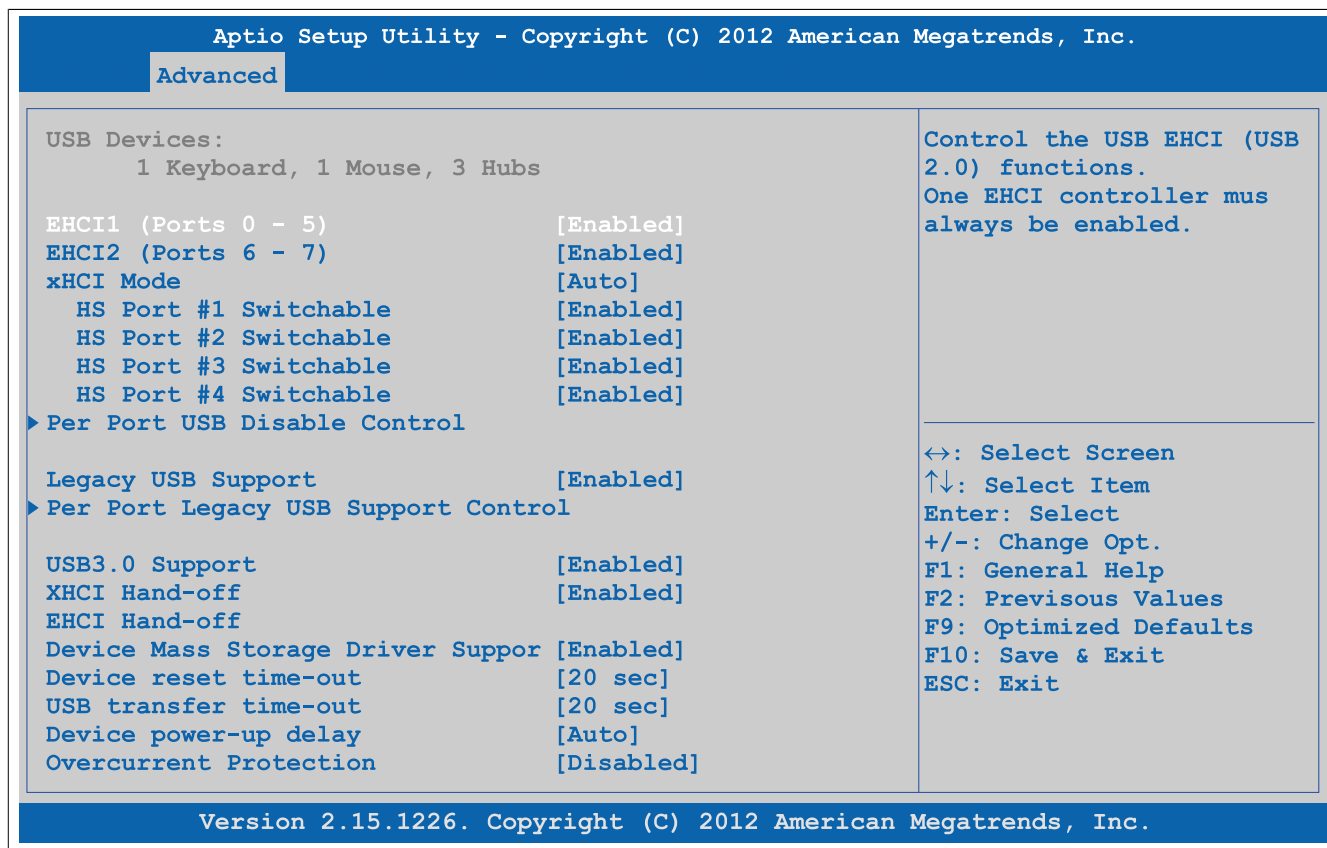 Aptio Setup Utility - Copyright (C) 2012 American Megatrends, Inc.
Advanced
USB Devices:
1 Keyboard, 1 Mouse, 3 Hubs
EHCI1 (Ports 0 - 5) [Enabled]
EHCI2 (Ports 6 - 7) [Enabled]
xHCI Mode [Auto]
HS Port #1 Switchable [Enabled]
HS Port #2 Switchable [Enabled]
HS Port #3 Switchable [Enabled]
HS Port #4 Switchable [Enabled]
Per Port USB Disable Control
Legacy USB Support [Enabled]
Per Port Legacy USB Support Control
USB3.0 Support [Enabled]
XHCI Hand-off [Enabled]
EHCI Hand-off
Device Mass Storage Driver Suppor [Enabled]
Device reset time-out [20 sec]
USB transfer time-out [20 sec]
Device power-up delay [Auto]
Overcurrent Protection [Disabled]
Control the USB EHCI (USB
2.0) functions.
One EHCI controller mus
always be enabled.
↔: Select Screen
↑↓: Select Item
Enter: Select
+/-: Change Opt.
F1: General Help
F2: Previsous Values
F9: Optimized Defaults
F10: Save & Exit
ESC: Exit
Version 2.15.1226. Copyright (C) 2012 American Megatrends, Inc.